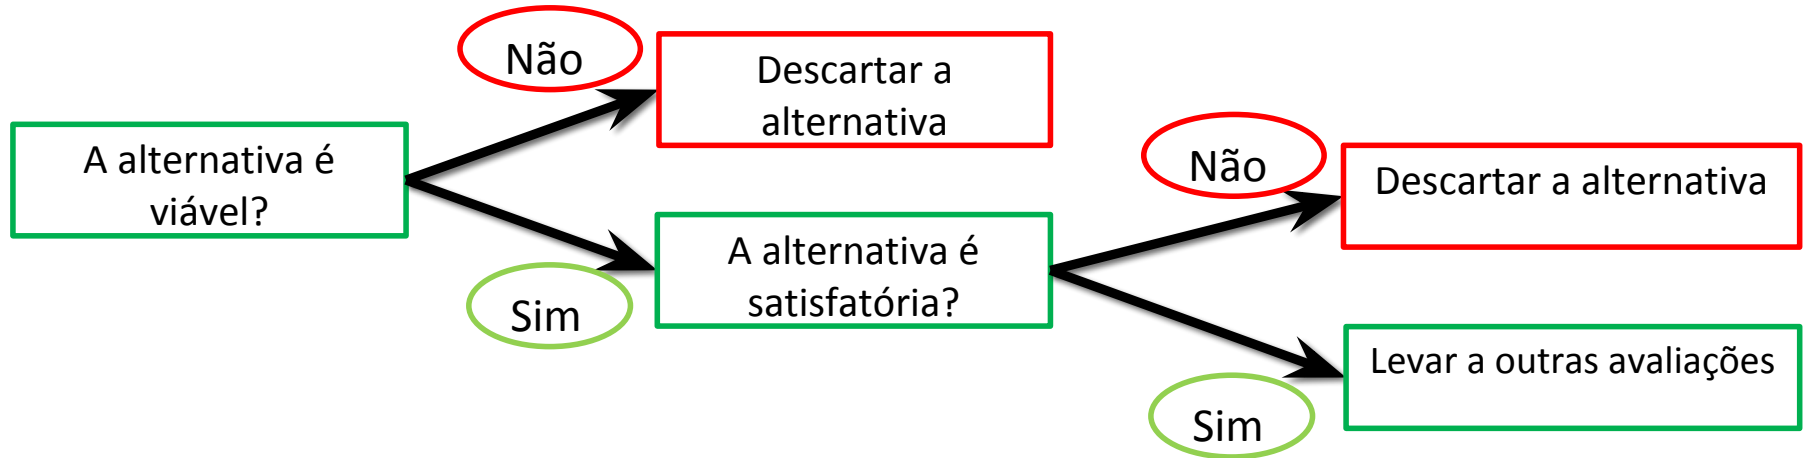 A alternativa é
viável?
Não
Descartar a
alternativa
Sim
A alternativa é
satisfatória?
Não
Descartar a alternativa
Sim
Levar a outras avaliações